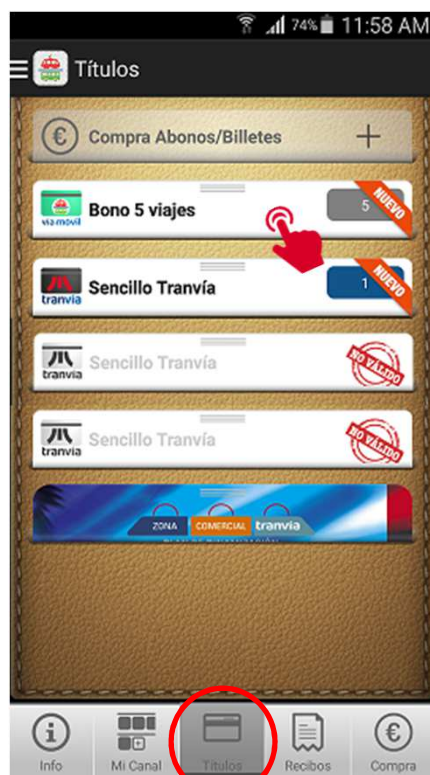 74% 11:58 AM
Títulos
€ Compra Abonos/Billetes +
via movil Bono 5 viajes 5 NUEVO
tranvia Sencillo Tranvía 1 NUEVO
tranvia Sencillo Tranvía NO VÁLIDO
tranvia Sencillo Tranvía NO VÁLIDO
ZONA COMERCIAL tranvia
Info Mi Canal Títulos Recibos Compra